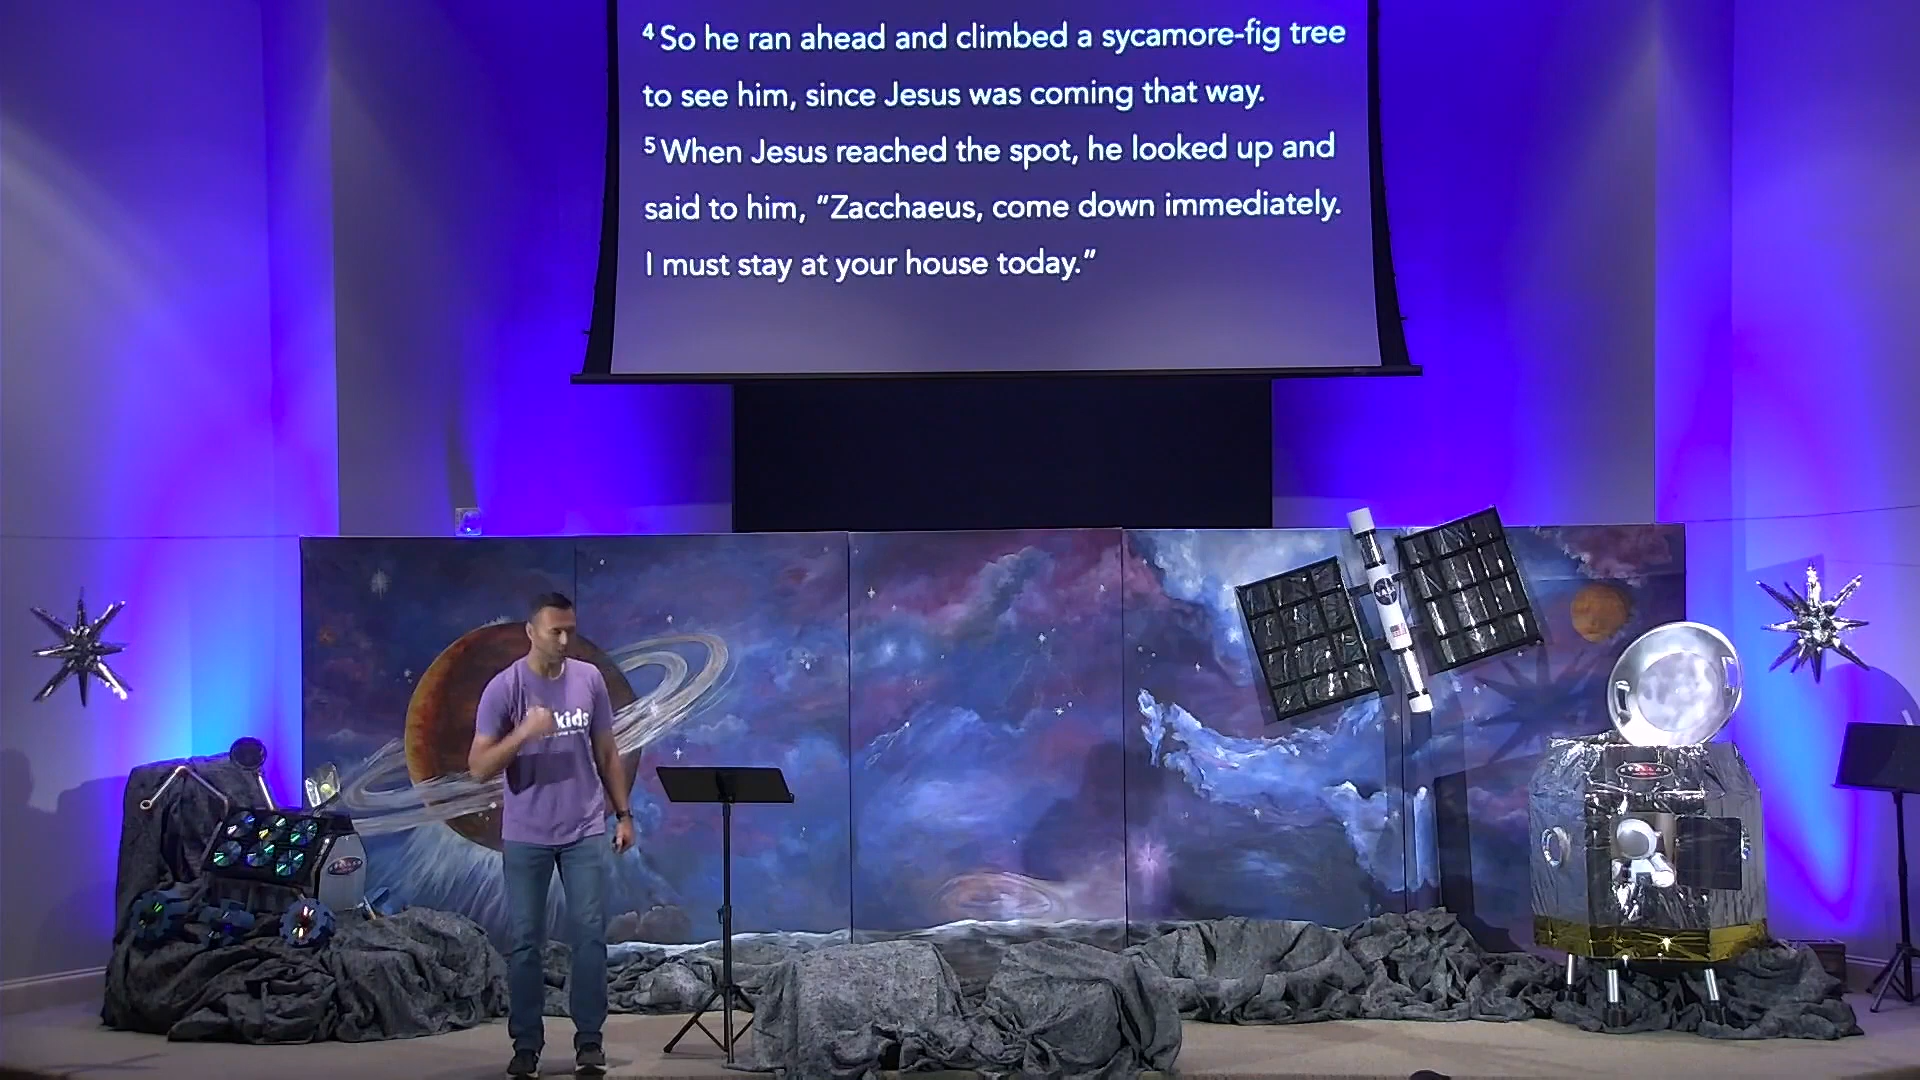 ⁴ So he ran ahead and climbed a sycamore-fig tree
to see him, since Jesus was coming that way.
⁵ When Jesus reached the spot, he looked up and
said to him, “Zacchaeus, come down immediately.
I must stay at your house today.”
kids
NASA
STELLAR